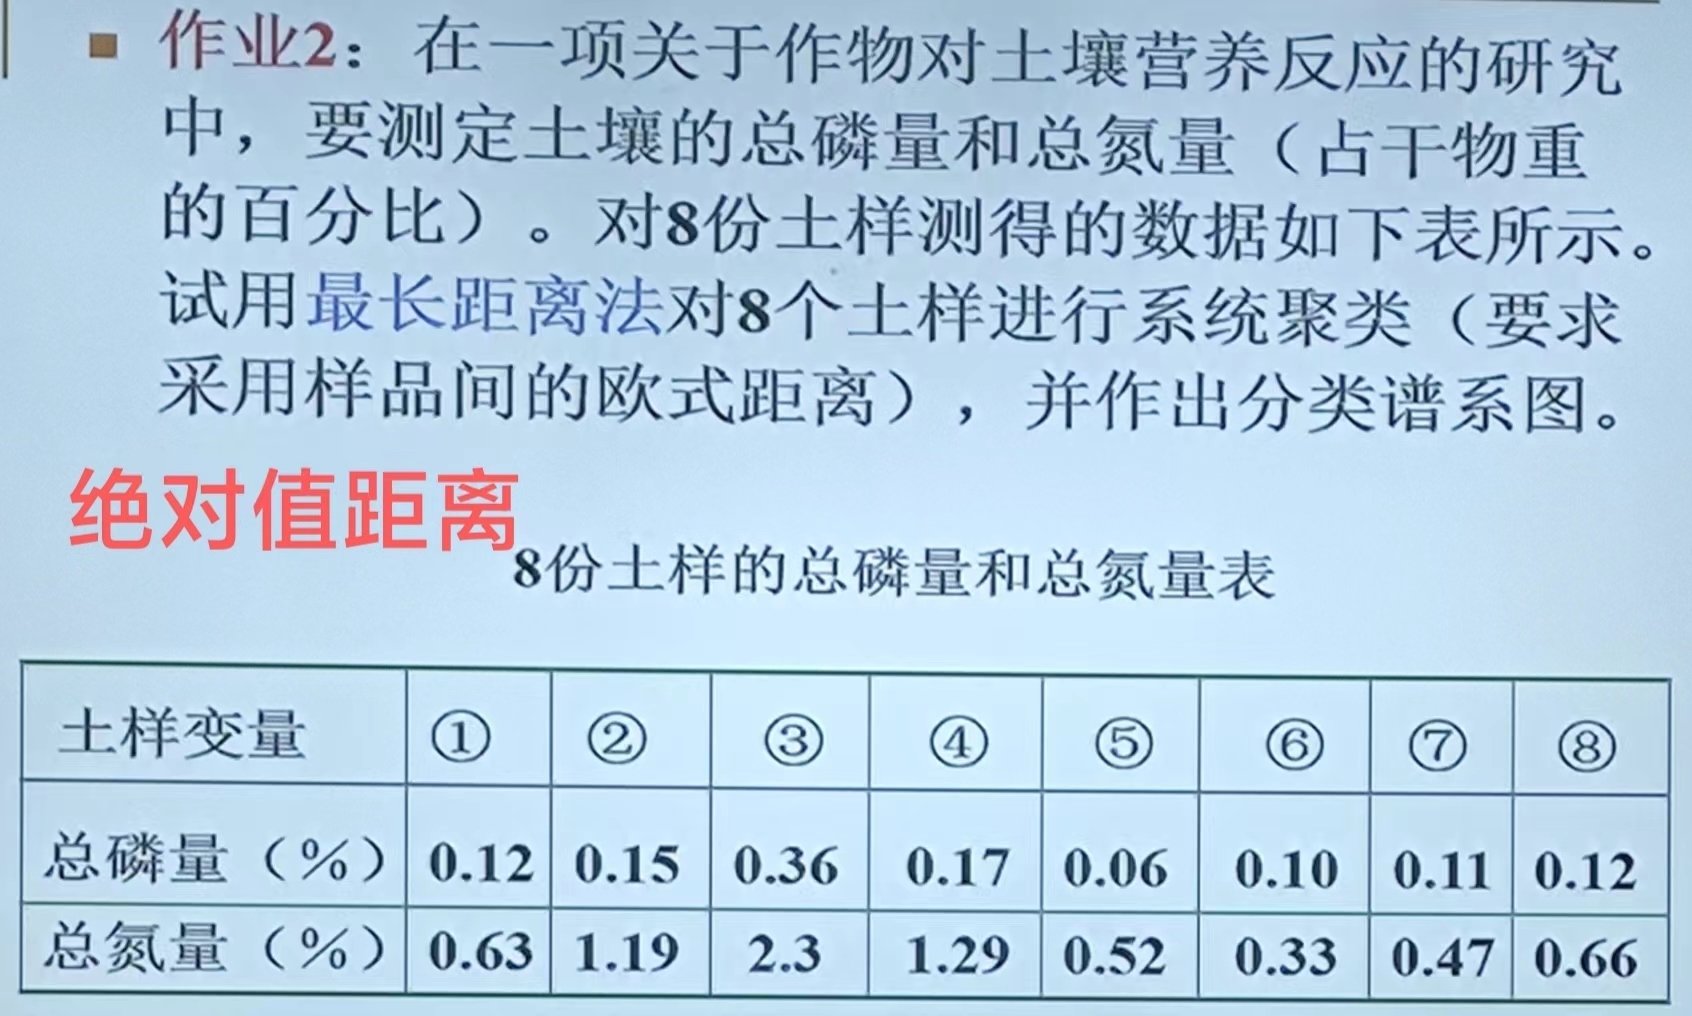 作业2：在一项关于作物对土壤营养反应的研究
中，要测定土壤的总磷量和总氮量（占干物重
的百分比）。对8份土样测得的数据如下表所示。
试用最长距离法对8个土样进行系统聚类（要求
采用样品间的欧式距离），并作出分类谱系图。
绝对值距离
8份土样的总磷量和总氮量表
土样变量 ① ② ③ ④ ⑤ ⑥ ⑦ ⑧
总磷量（%） 0.12 0.15 0.36 0.17 0.06 0.10 0.11 0.12
总氮量（%） 0.63 1.19 2.3 1.29 0.52 0.33 0.47 0.66